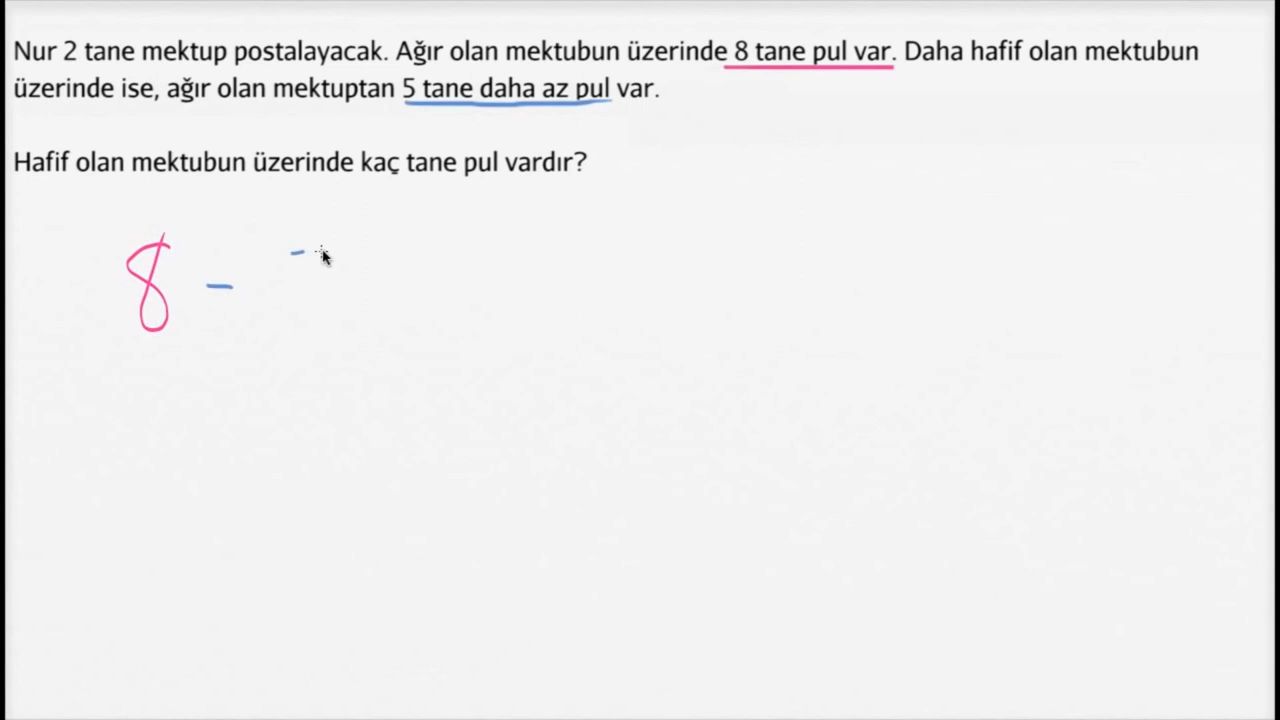 Nur 2 tane mektup postalayacak. Ağır olan mektubun üzerinde 8 tane pul var. Daha hafif olan mektubun
üzerinde ise, ağır olan mektuptan 5 tane daha az pul var.
Hafif olan mektubun üzerinde kaç tane pul vardır?
8 -